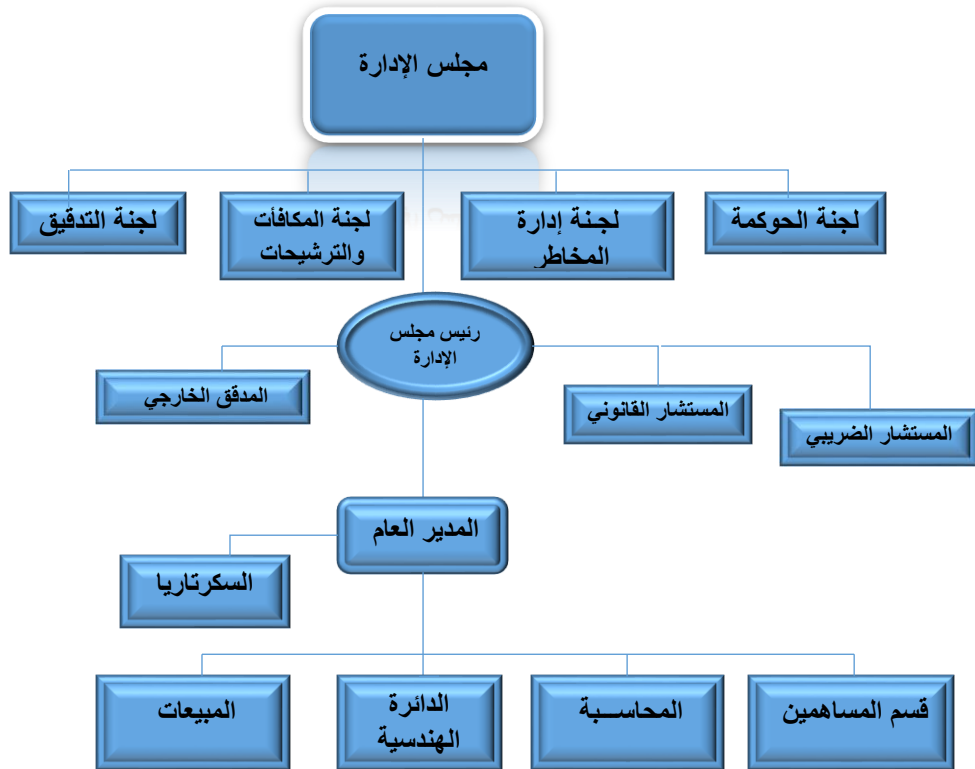 مجلس الإدارة
لجنة الحوكمة
لجنة إدارة
المخاطر
لجنة المكافأت
والترشيحات
لجنة التدقيق
رئيس مجلس
الإدارة
المستشار الضريبي
المستشار القانوني
المدقق الخارجي
المدير العام
السكرتاريا
قسم المساهمين
المحاســبة
الدائرة
الهندسية
المبيعات